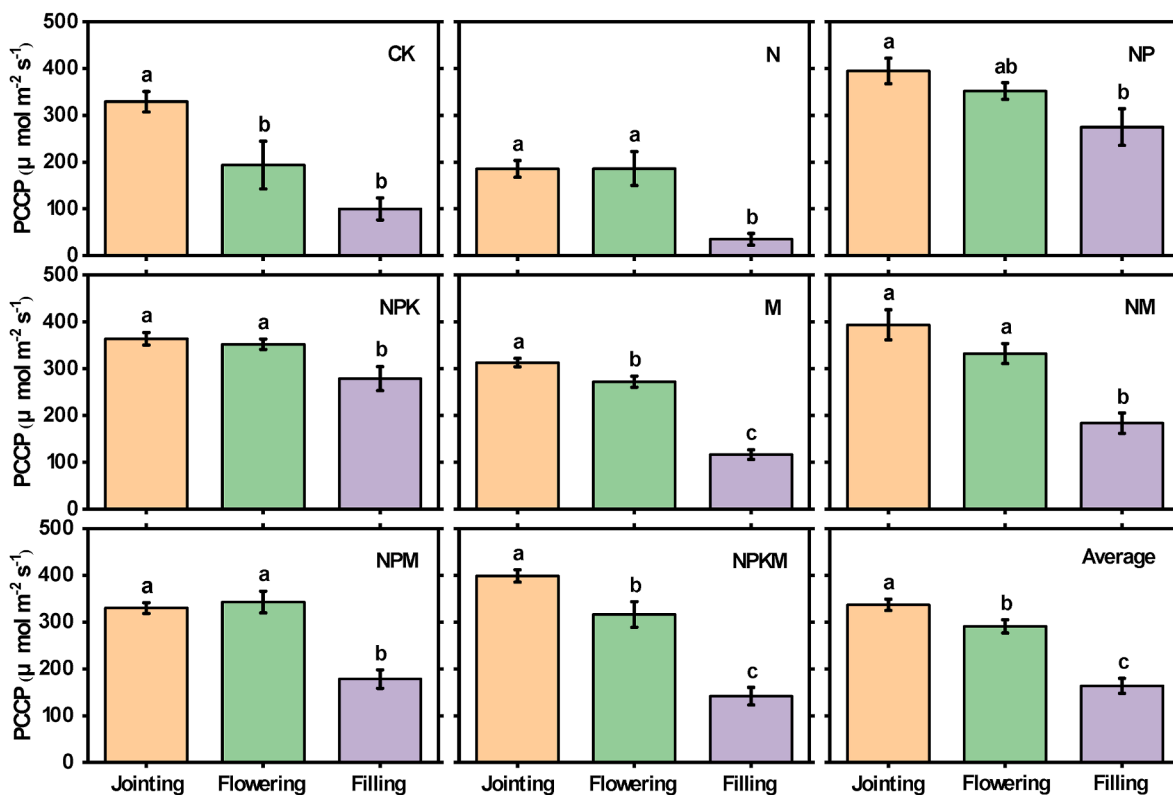 PCCP (μ mol m⁻² s⁻¹)
500
400
300
200
100
0
CK
a
b
b
N
a
a
b
NP
a
ab
b
PCCP (μ mol m⁻² s⁻¹)
500
400
300
200
100
0
NPK
a
a
b
M
a
b
c
NM
a
a
b
PCCP (μ mol m⁻² s⁻¹)
500
400
300
200
100
0
NPM
a
a
b
NPKM
a
b
c
Average
a
b
c
Jointing Flowering Filling
Jointing Flowering Filling
Jointing Flowering Filling